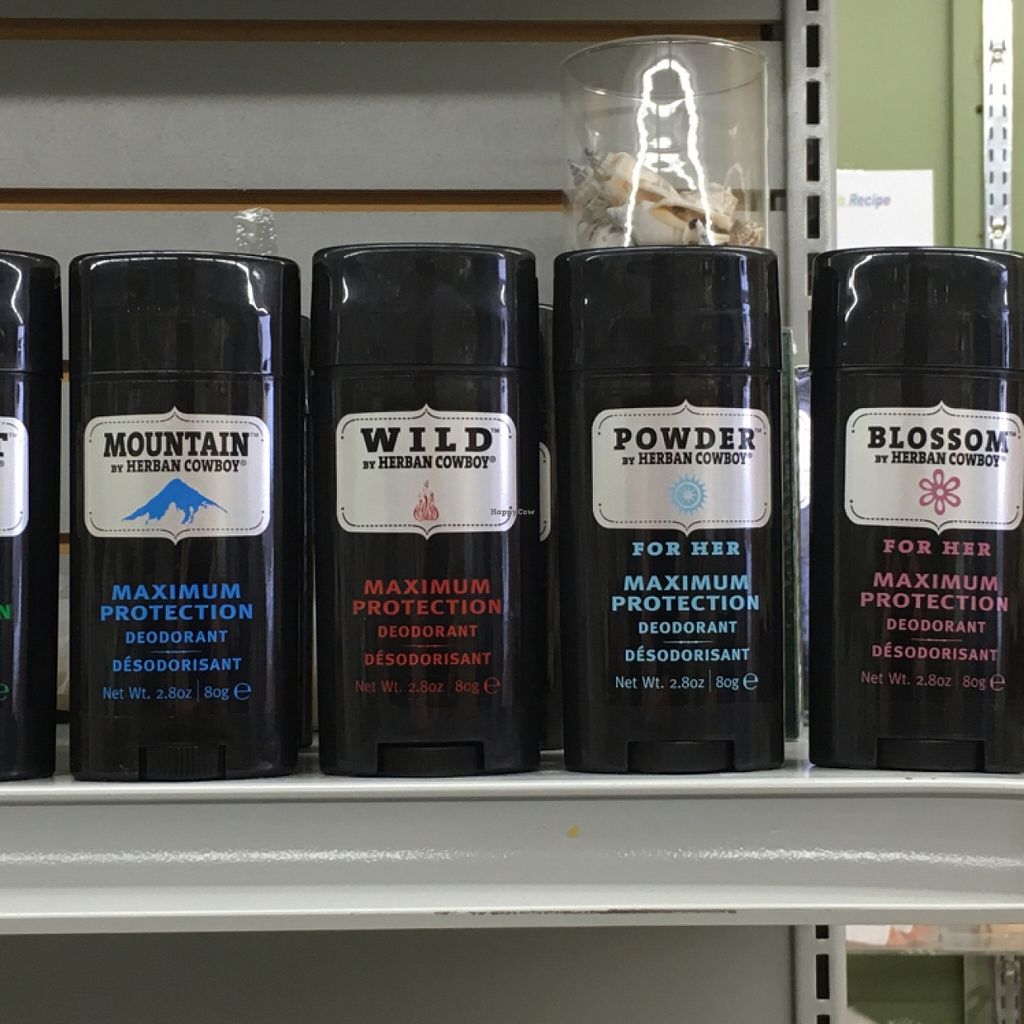 Recipe
T™
N
e
MOUNTAIN™
BY HERBAN COWBOY®
MAXIMUM
PROTECTION
DEODORANT
DÉSODORISANT
Net Wt. 2.8oz | 80g e
WILD™
BY HERBAN COWBOY®
HappyCow
MAXIMUM
PROTECTION
DEODORANT
DÉSODORISANT
Net Wt. 2.8oz | 80g e
POWDER™
BY HERBAN COWBOY®
FOR HER
MAXIMUM
PROTECTION
DEODORANT
DÉSODORISANT
Net Wt. 2.8oz | 80g e
BLOSSOM™
BY HERBAN COWBOY®
FOR HER
MAXIMUM
PROTECTION
DEODORANT
DÉSODORISANT
Net Wt. 2.8oz | 80g e